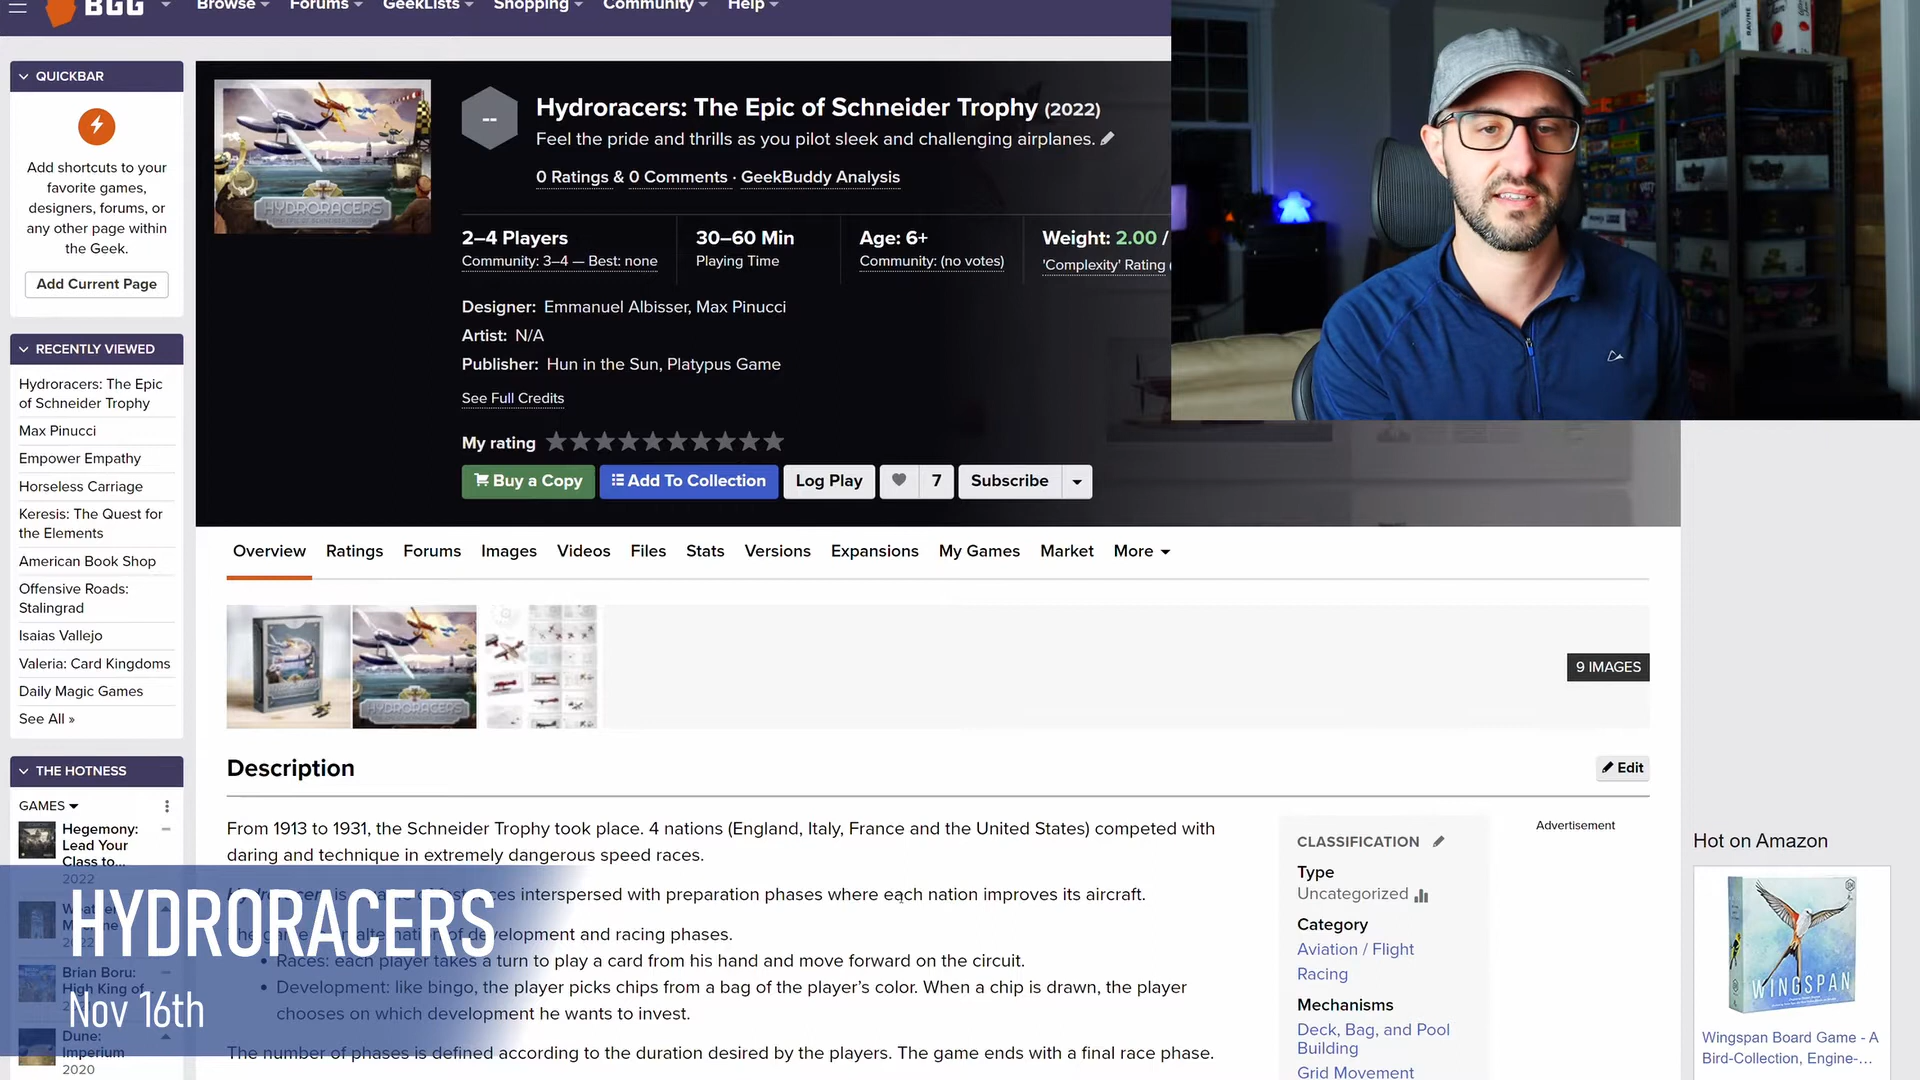 BGG
Browse
Forums
GeekLists
Shopping
Community
Help
QUICKBAR
Add shortcuts to your
favorite games,
designers, forums, or
any other page within
the Geek.
Add Current Page
RECENTLY VIEWED
Hydroracers: The Epic
of Schneider Trophy
Max Pinucci
Empower Empathy
Horseless Carriage
Keresis: The Quest for
the Elements
American Book Shop
Offensive Roads:
Stalingrad
Isaias Vallejo
Valeria: Card Kingdoms
Daily Magic Games
See All »
THE HOTNESS
GAMES
Hegemony:
Lead Your
Class to...
2022
Brian Boru:
High King of
Dune:
Imperium
2020
HYDRORACERS
Nov 16th
HYDRORACERS
--
Hydroracers: The Epic of Schneider Trophy (2022)
Feel the pride and thrills as you pilot sleek and challenging airplanes.
0 Ratings & 0 Comments · GeekBuddy Analysis
2–4 Players
Community: 3–4 — Best: none
30–60 Min
Playing Time
Age: 6+
Community: (no votes)
Weight: 2.00 /
'Complexity' Rating
Designer: Emmanuel Albisser, Max Pinucci
Artist: N/A
Publisher: Hun in the Sun, Platypus Game
See Full Credits
My rating
Buy a Copy
Add To Collection
Log Play
7
Subscribe
Overview
Ratings
Forums
Images
Videos
Files
Stats
Versions
Expansions
My Games
Market
More
HYDRORACERS
9 IMAGES
Description
Edit
From 1913 to 1931, the Schneider Trophy took place. 4 nations (England, Italy, France and the United States) competed with
daring and technique in extremely dangerous speed races.
interspersed with preparation phases where each nation improves its aircraft.
of development and racing phases.
• Races: each player takes a turn to play a card from his hand and move forward on the circuit.
• Development: like bingo, the player picks chips from a bag of the player's color. When a chip is drawn, the player
chooses on which development he wants to invest.
The number of phases is defined according to the duration desired by the players. The game ends with a final race phase.
CLASSIFICATION
Type
Uncategorized
Category
Aviation / Flight
Racing
Mechanisms
Deck, Bag, and Pool
Building
Grid Movement
Advertisement
Hot on Amazon
WINGSPAN
Wingspan Board Game - A
Bird-Collection, Engine-...